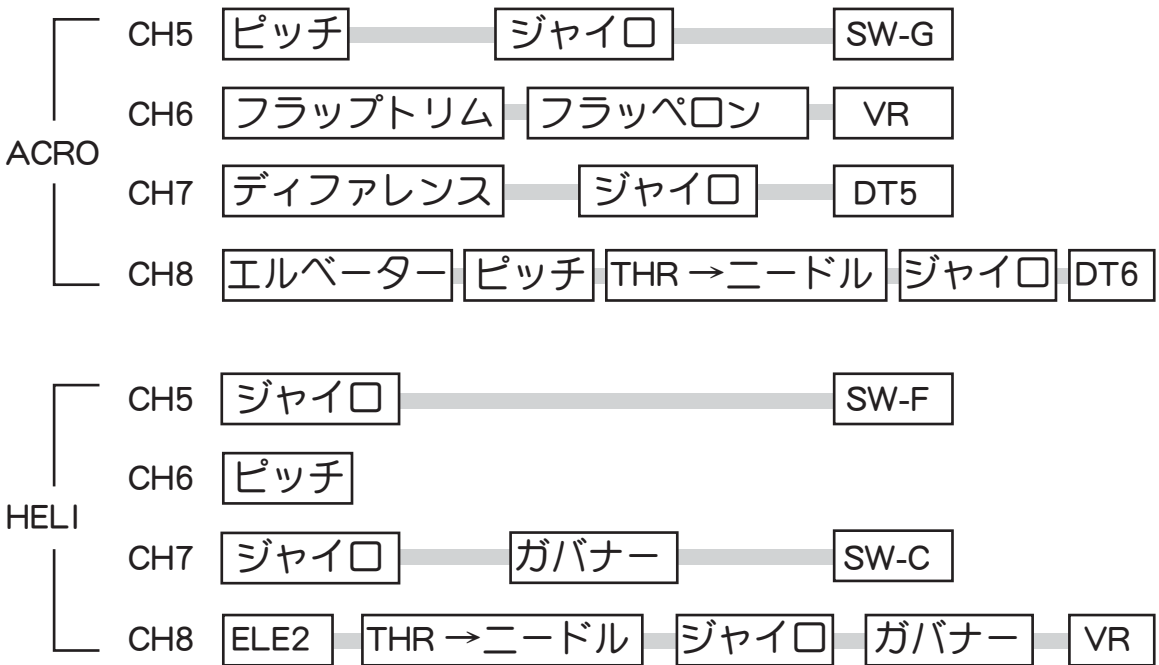 CH5 ピッチ ジャイロ SW-G
CH6 フラップトリム フラッペロン VR
ACRO
CH7 ディファレンス ジャイロ DT5
CH8 エルベーター ピッチ THR→ニードル ジャイロ DT6
CH5 ジャイロ SW-F
CH6 ピッチ
HELI
CH7 ジャイロ ガバナー SW-C
CH8 ELE2 THR→ニードル ジャイロ ガバナー VR